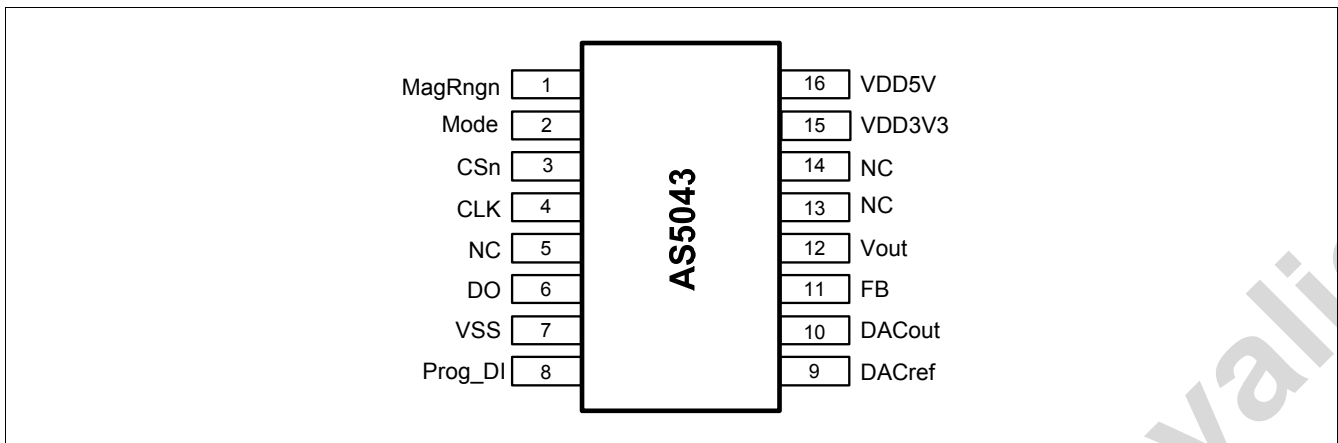 MagRngn 1 16 VDD5V
Mode 2 15 VDD3V3
CSn 3 14 NC
CLK 4 13 NC
NC 5 12 Vout
DO 6 11 FB
VSS 7 10 DACout
Prog_DI 8 9 DACref
AS5043